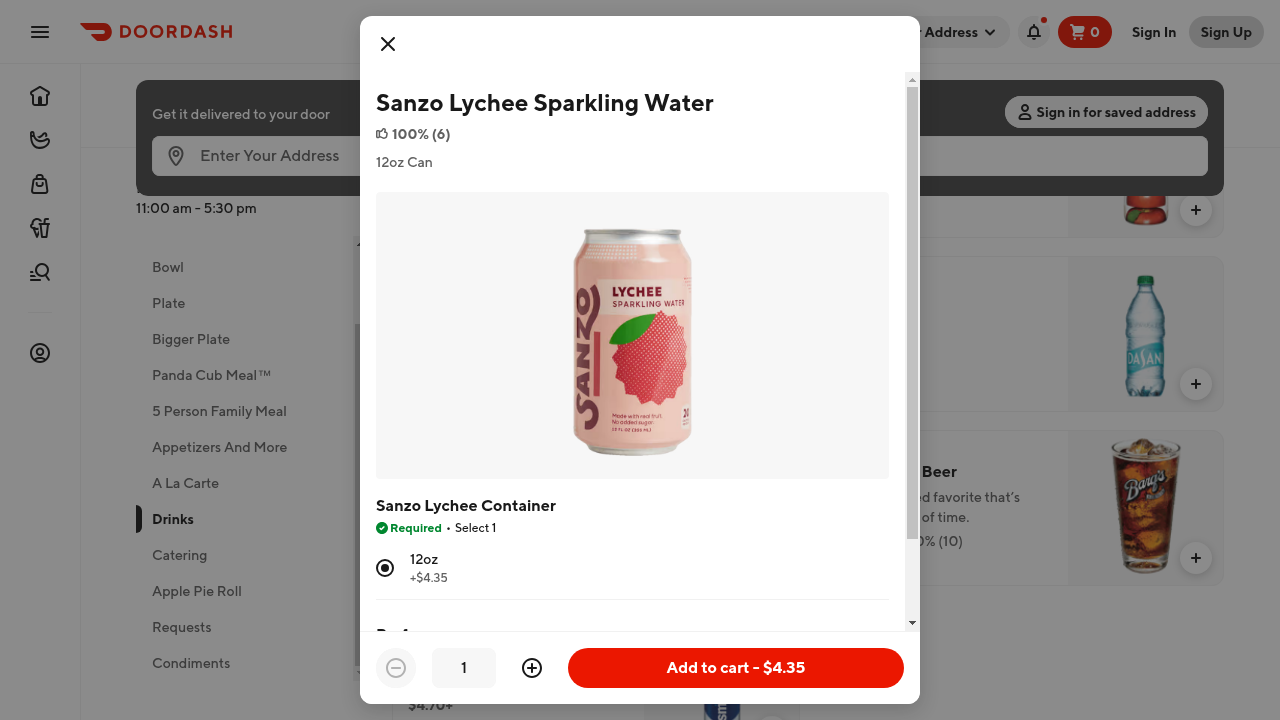 DOORDASH
Address
0
Sign In
Sign Up
Get it delivered to your door
Sign in for saved address
Enter Your Address
11:00 am - 5:30 pm
Bowl
Plate
Bigger Plate
Panda Cub Meal™
5 Person Family Meal
Appetizers And More
A La Carte
Drinks
Catering
Apple Pie Roll
Requests
Condiments
Sanzo Lychee Sparkling Water
100% (6)
12oz Can
LYCHEE
SPARKLING WATER
SANZO
Made with real fruit.
No added sugar.
Sanzo Lychee Container
Required • Select 1
12oz
+$4.35
1
Add to cart - $4.35
DASANI
Beer
ed favorite that's
of time.
0% (10)
Barq's
$4.70+